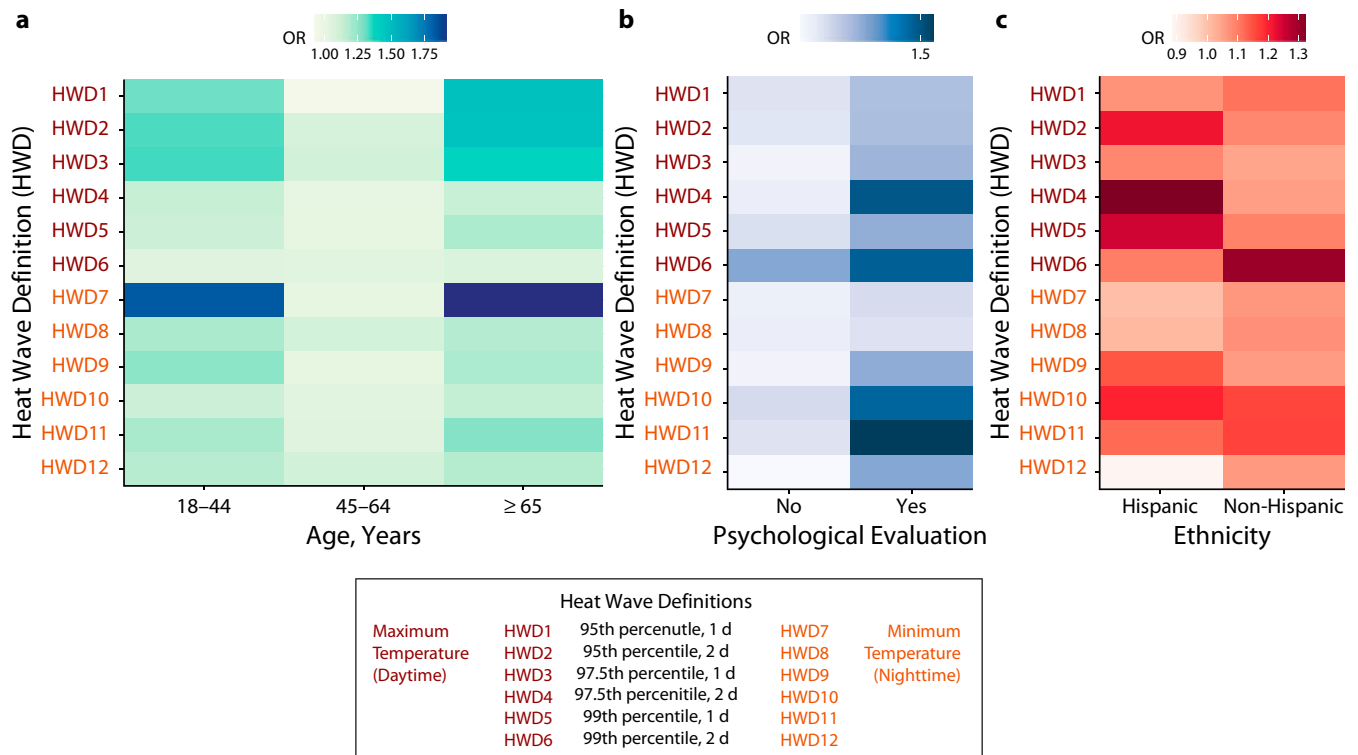 a
OR
1.00 1.25 1.50 1.75
Heat Wave Definition (HWD)
HWD1
HWD2
HWD3
HWD4
HWD5
HWD6
HWD7
HWD8
HWD9
HWD10
HWD11
HWD12
18–44 45–64 ≥ 65
Age, Years
b
OR
1.5
Heat Wave Definition (HWD)
HWD1
HWD2
HWD3
HWD4
HWD5
HWD6
HWD7
HWD8
HWD9
HWD10
HWD11
HWD12
No Yes
Psychological Evaluation
c
OR
0.9 1.0 1.1 1.2 1.3
Heat Wave Definition (HWD)
HWD1
HWD2
HWD3
HWD4
HWD5
HWD6
HWD7
HWD8
HWD9
HWD10
HWD11
HWD12
Hispanic Non-Hispanic
Ethnicity
Heat Wave Definitions
Maximum HWD1 95th percenutle, 1 d HWD7 Minimum
Temperature HWD2 95th percentile, 2 d HWD8 Temperature
(Daytime) HWD3 97.5th percentile, 1 d HWD9 (Nighttime)
HWD4 97.5th percenitile, 2 d HWD10
HWD5 99th percentile, 1 d HWD11
HWD6 99th percentile, 2 d HWD12